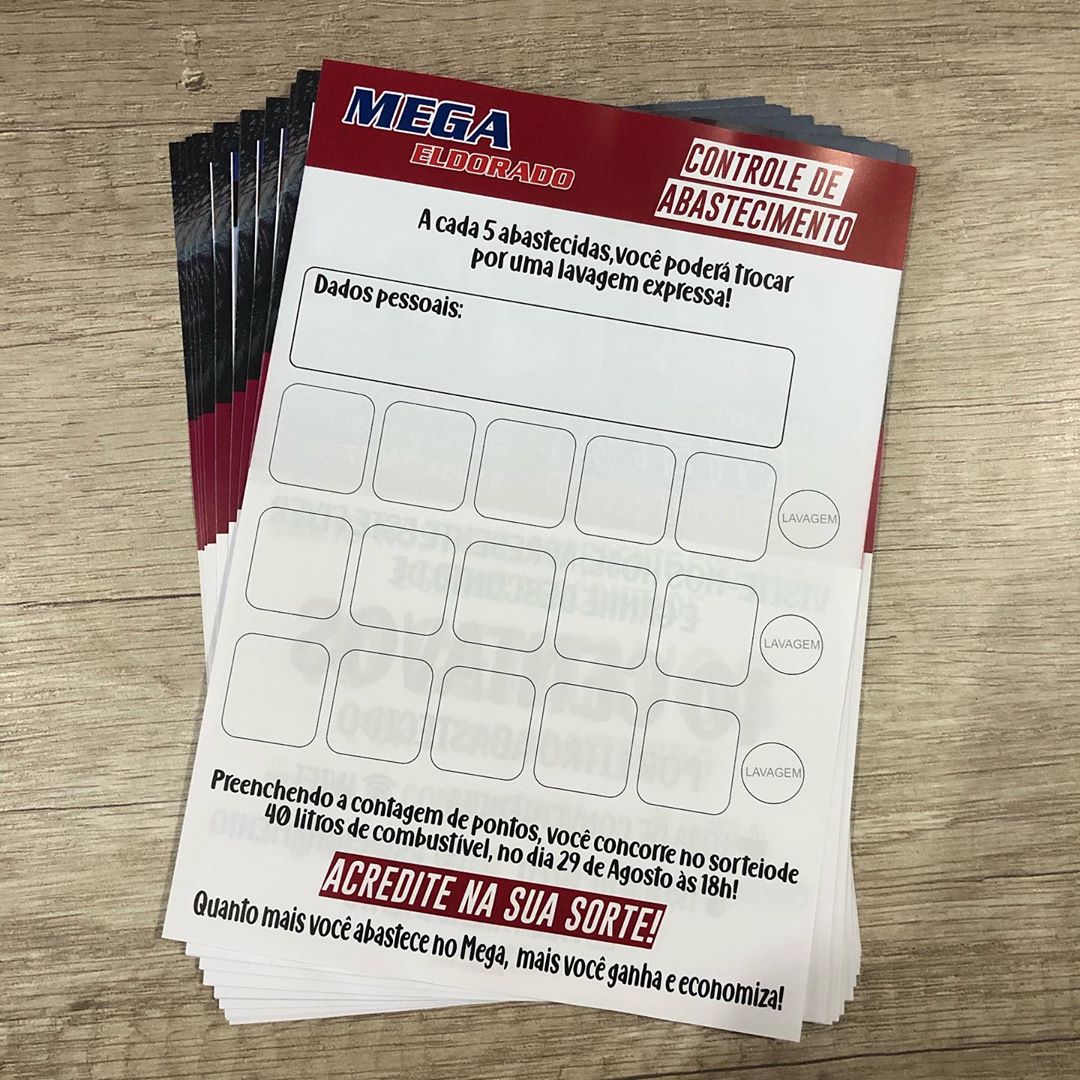 MEGA
ELDORADO
CONTROLE DE
ABASTECIMENTO
A cada 5 abastecidas, você poderá trocar
por uma lavagem expressa!
Dados pessoais:
LAVAGEM
LAVAGEM
LAVAGEM
Preenchendo a contagem de pontos, você concorre no sorteiode
40 litros de combustível, no dia 29 de Agosto às 18h!
ACREDITE NA SUA SORTE!
Quanto mais você abastece no Mega, mais você ganha e economiza!